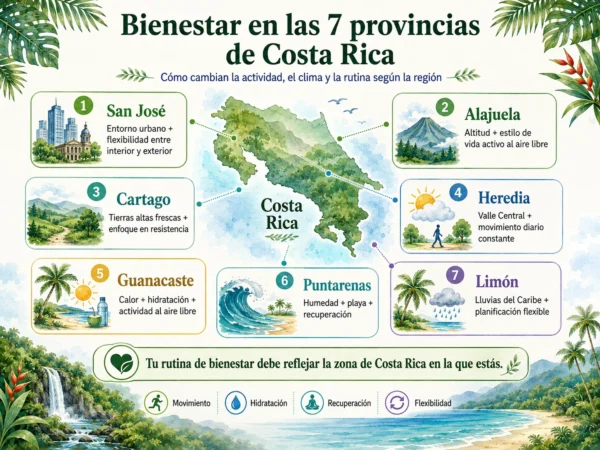 Bienestar en las 7 provincias
de Costa Rica
Cómo cambian la actividad, el clima y la rutina según la región
1
San José
Entorno urbano +
flexibilidad entre
interior y exterior
2
Alajuela
Altitud + estilo de
vida activo al aire libre
3
Cartago
Tierras altas frescas +
enfoque en resistencia
Costa
Rica
4
Heredia
Valle Central +
movimiento diario
constante
5
Guanacaste
Calor + hidratación +
actividad al aire libre
6
Puntarenas
Humedad + playa +
recuperación
7
Limón
Lluvias del Caribe +
planificación flexible
Tu rutina de bienestar debe reflejar la zona de Costa Rica en la que estás.
Movimiento
Hidratación
Recuperación
Flexibilidad